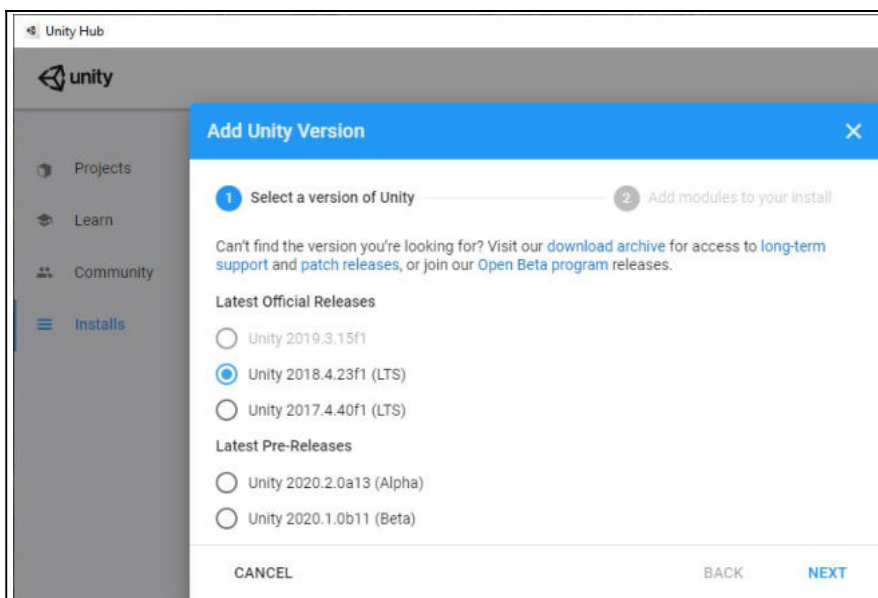 Unity Hub
unity
Projects
Learn
Community
Installs
Add Unity Version
1 Select a version of Unity
2 Add modules to your install
Can't find the version you're looking for? Visit our download archive for access to long-term
support and patch releases, or join our Open Beta program releases.
Latest Official Releases
Unity 2019.3.15f1
Unity 2018.4.23f1 (LTS)
Unity 2017.4.40f1 (LTS)
Latest Pre-Releases
Unity 2020.2.0a13 (Alpha)
Unity 2020.1.0b11 (Beta)
CANCEL
BACK
NEXT